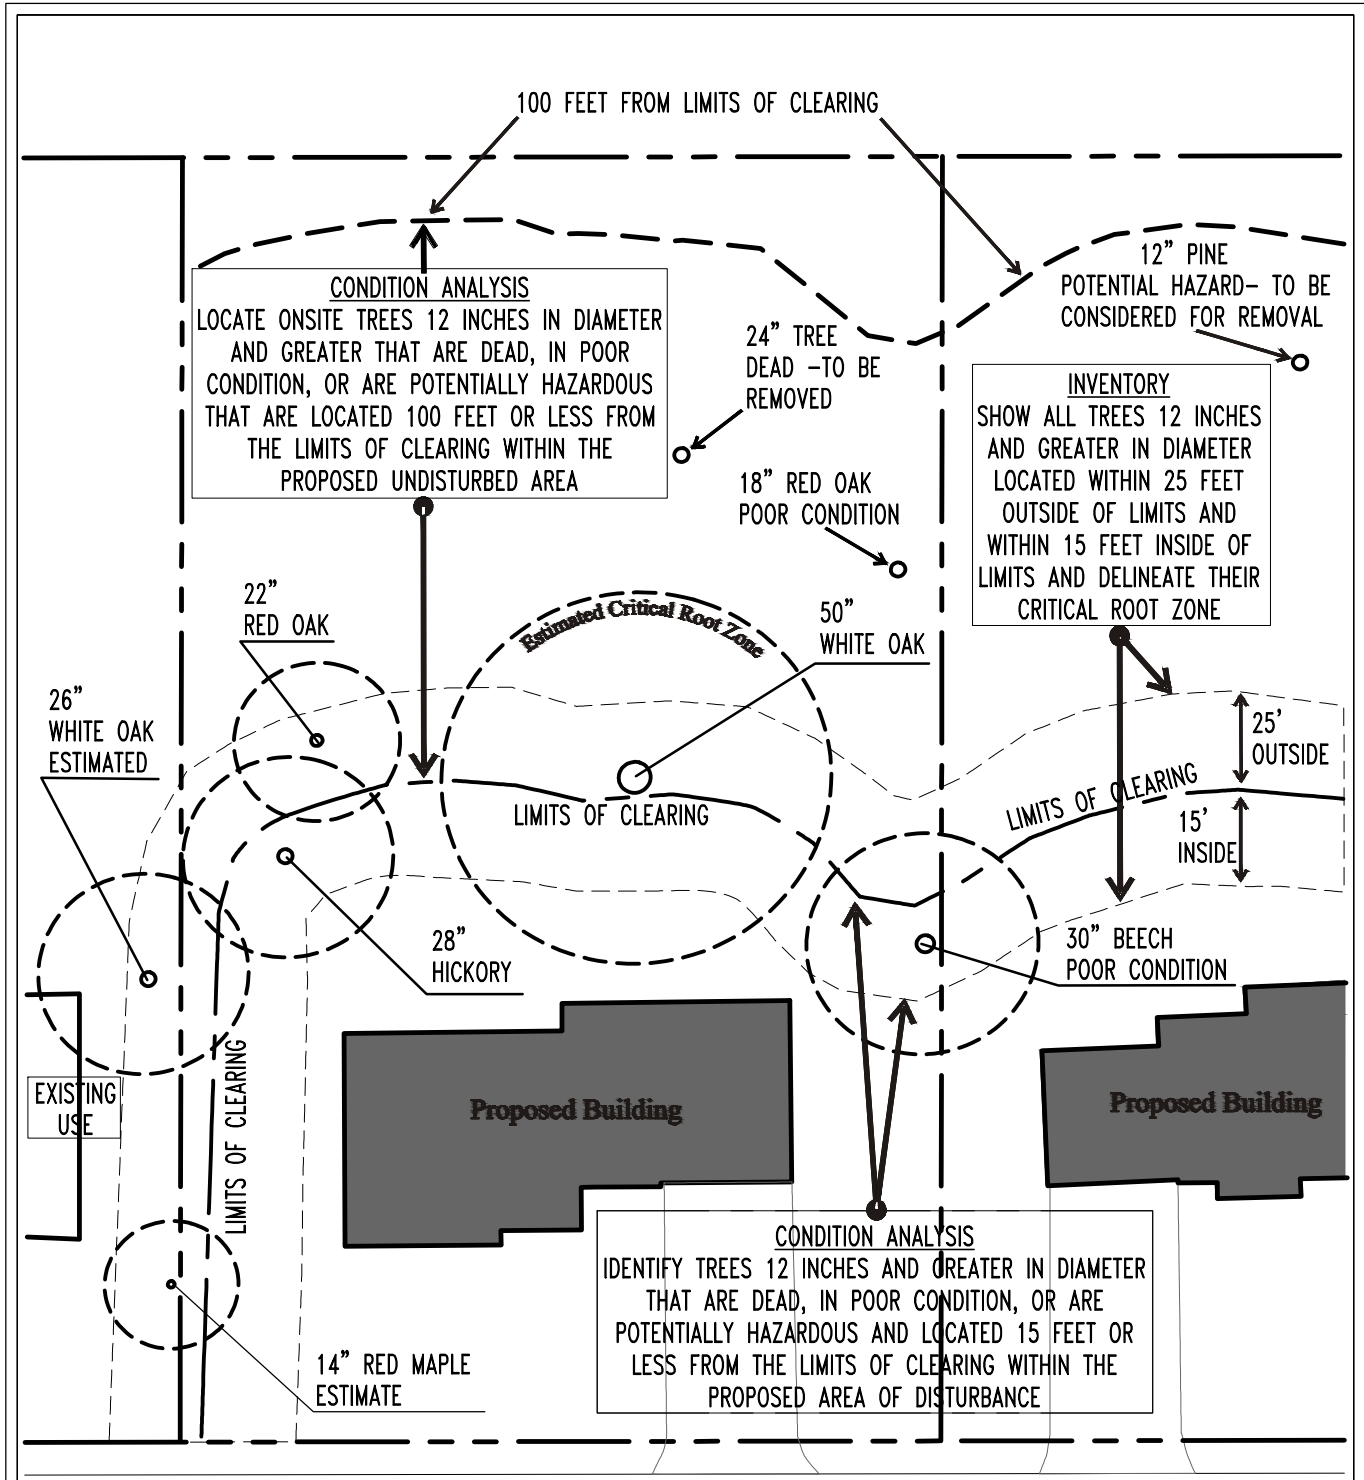 100 FEET FROM LIMITS OF CLEARING
12” PINE
POTENTIAL HAZARD– TO BE
CONSIDERED FOR REMOVAL
CONDITION ANALYSIS
LOCATE ONSITE TREES 12 INCHES IN DIAMETER
AND GREATER THAT ARE DEAD, IN POOR
CONDITION, OR ARE POTENTIALLY HAZARDOUS
THAT ARE LOCATED 100 FEET OR LESS FROM
THE LIMITS OF CLEARING WITHIN THE
PROPOSED UNDISTURBED AREA
24” TREE
DEAD –TO BE
REMOVED
INVENTORY
SHOW ALL TREES 12 INCHES
AND GREATER IN DIAMETER
LOCATED WITHIN 25 FEET
OUTSIDE OF LIMITS AND
WITHIN 15 FEET INSIDE OF
LIMITS AND DELINEATE THEIR
CRITICAL ROOT ZONE
18” RED OAK
POOR CONDITION
22”
RED OAK
Estimated Critical Root Zone
50”
WHITE OAK
26”
WHITE OAK
ESTIMATED
25’
OUTSIDE
LIMITS OF CLEARING
LIMITS OF CLEARING
15’
INSIDE
28”
HICKORY
30” BEECH
POOR CONDITION
LIMITS OF CLEARING
EXISTING
USE
Proposed Building
Proposed Building
CONDITION ANALYSIS
IDENTIFY TREES 12 INCHES AND GREATER IN DIAMETER
THAT ARE DEAD, IN POOR CONDITION, OR ARE
POTENTIALLY HAZARDOUS AND LOCATED 15 FEET OR
LESS FROM THE LIMITS OF CLEARING WITHIN THE
PROPOSED AREA OF DISTURBANCE
14” RED MAPLE
ESTIMATE